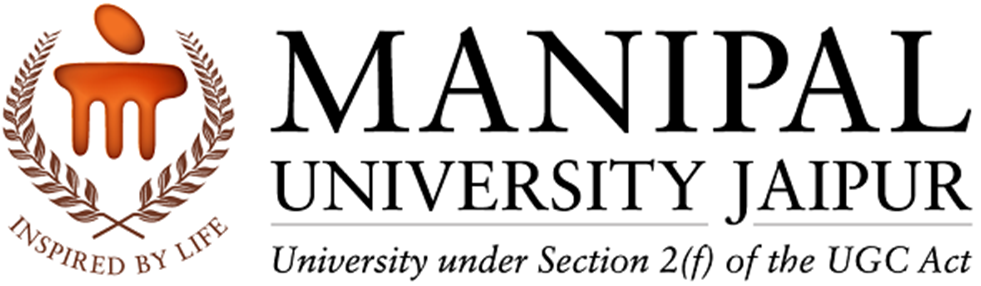 INSPIRED BY LIFE
MANIPAL
UNIVERSITY JAIPUR
University under Section 2(f) of the UGC Act